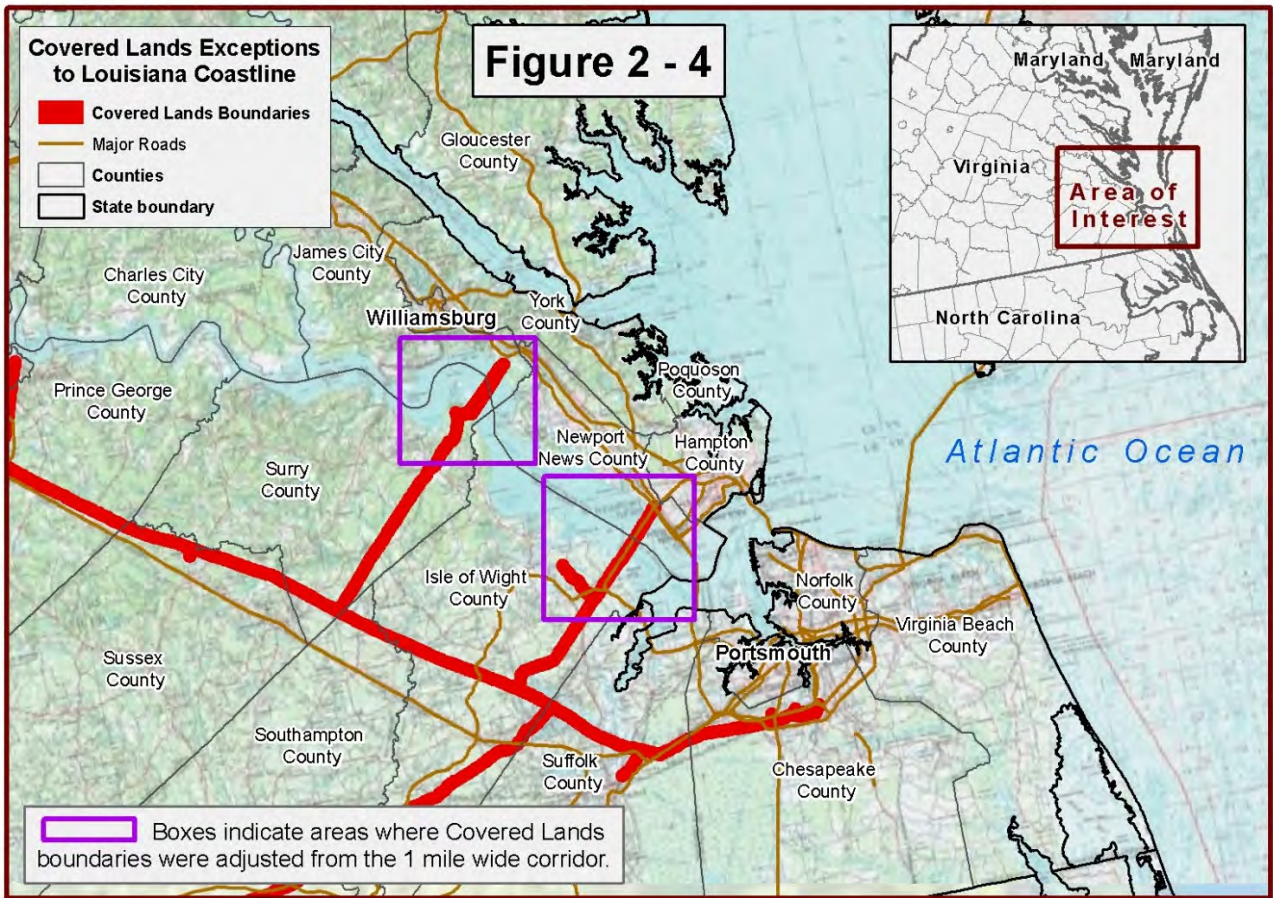 Covered Lands Exceptions
to Louisiana Coastline
Covered Lands Boundaries
Major Roads
Counties
State boundary
Figure 2 - 4
Maryland
Maryland
Virginia
Area of
Interest
North Carolina
Gloucester
County
James City
County
Charles City
County
Williamsburg
York
County
Prince George
County
Poquoson
County
Newport
News County
Hampton
County
Surry
County
Atlantic Ocean
Isle of Wight
County
Norfolk
County
Virginia Beach
County
Sussex
County
Portsmouth
Southampton
County
Suffolk
County
Chesapeake
County
Boxes indicate areas where Covered Lands
boundaries were adjusted from the 1 mile wide corridor.